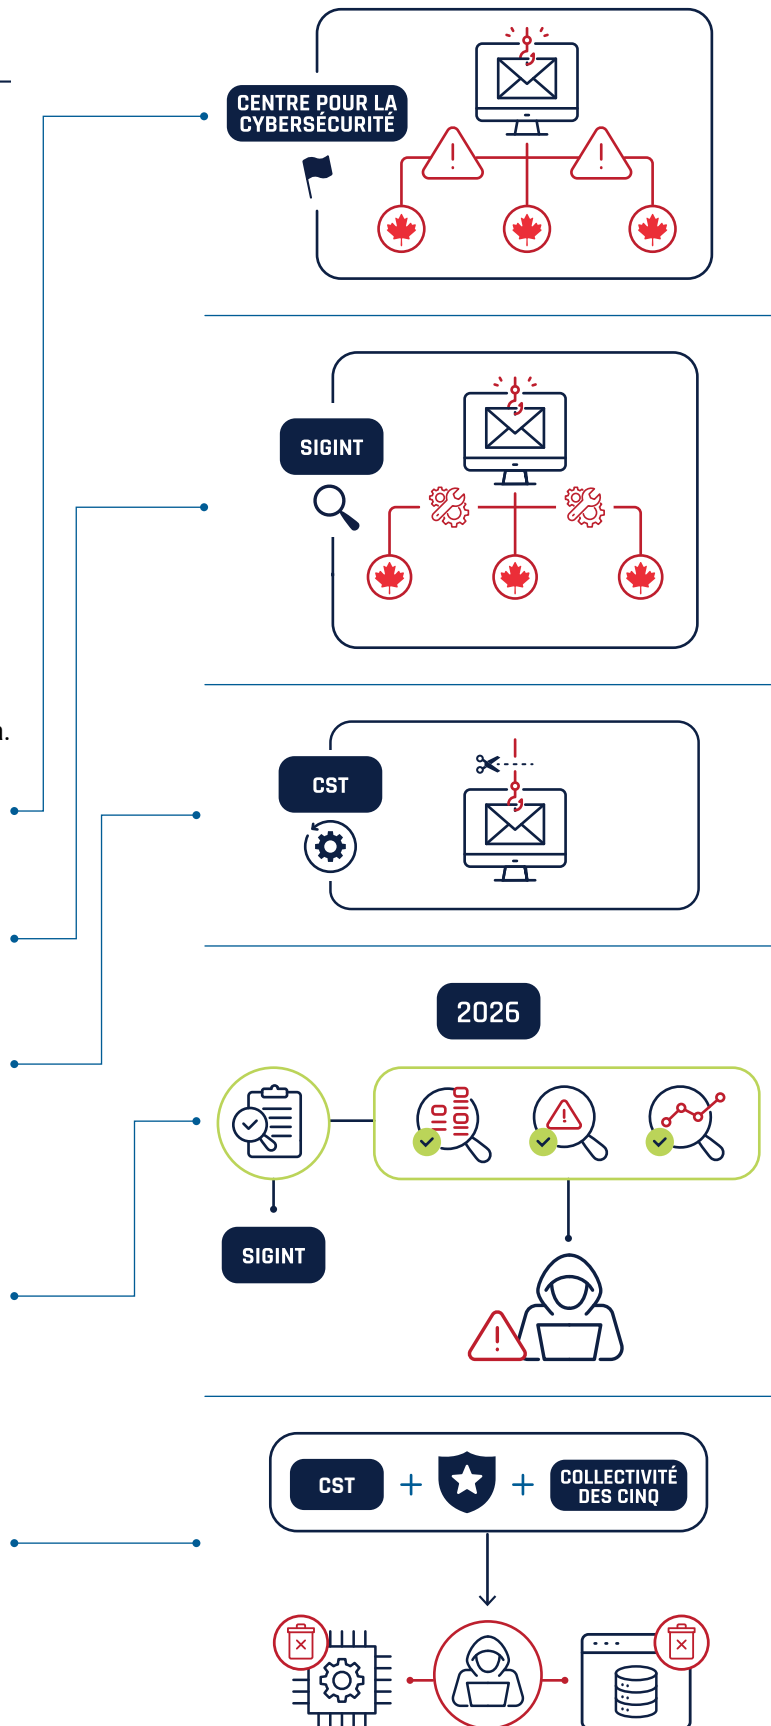 CENTRE POUR LA
CYBERSÉCURITÉ
SIGINT
CST
2026
SIGINT
CST
COLLECTIVITÉ
DES CINQ